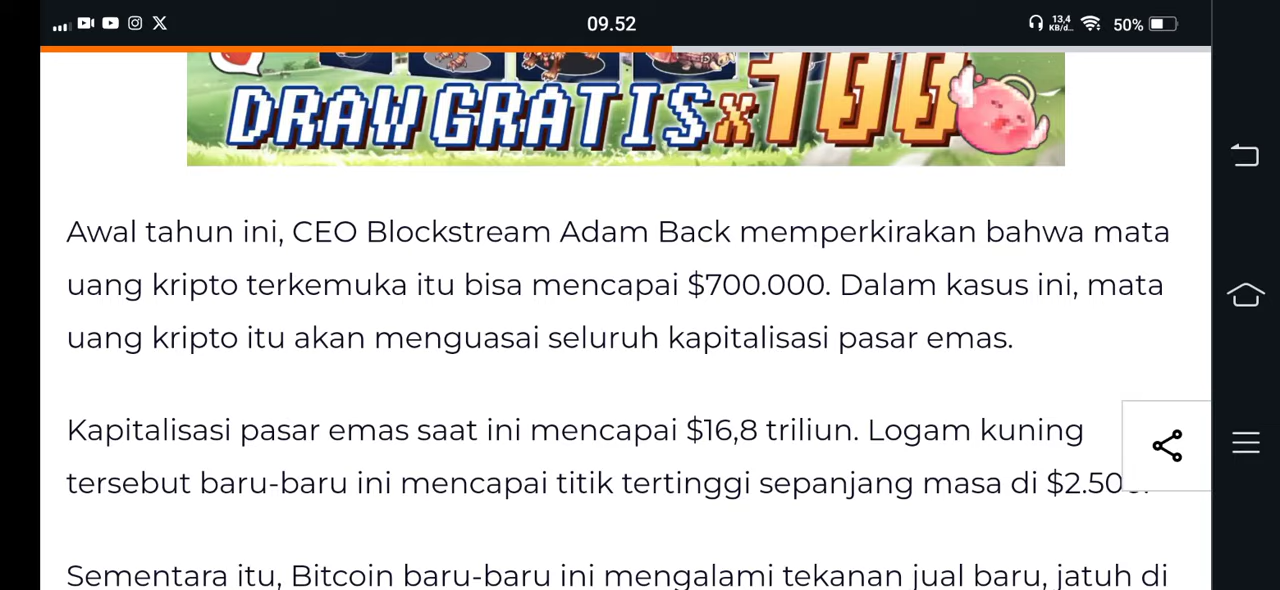 09.52
13,4
KB/d...
50%
DRAW GRATIS x100
Awal tahun ini, CEO Blockstream Adam Back memperkirakan bahwa mata
uang kripto terkemuka itu bisa mencapai $700.000. Dalam kasus ini, mata
uang kripto itu akan menguasai seluruh kapitalisasi pasar emas.
Kapitalisasi pasar emas saat ini mencapai $16,8 triliun. Logam kuning
tersebut baru-baru ini mencapai titik tertinggi sepanjang masa di
Sementara itu, Bitcoin baru-baru ini mengalami tekanan jual baru, jatuh di